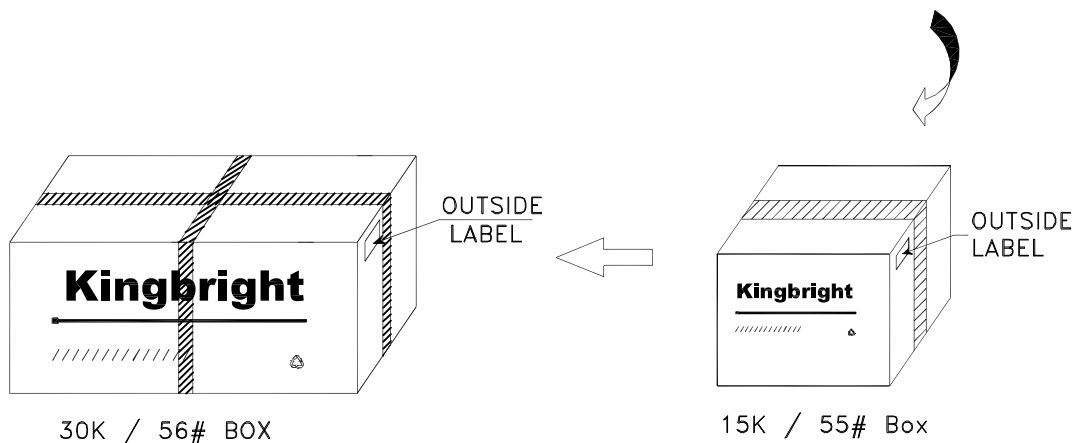 OUTSIDE
LABEL
Kingbright
30K / 56# BOX
OUTSIDE
LABEL
Kingbright
15K / 55# Box